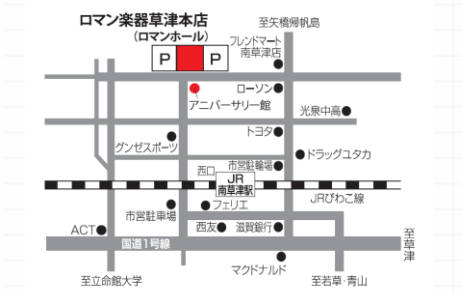 ロマン楽器草津本店
(ロマンホール)
至矢橋帰帆島
フレンドマート
南草津店
P
P
ローソン
アニバーサリー館
光泉中高
トヨタ
グンゼスポーツ
ドラッグユタカ
西口
市営駐輪場
JR
南草津駅
JRびわこ線
市営駐車場
フェリエ
ACT
西友
滋賀銀行
国道1号線
至草津
マクドナルド
至立命館大学
至若草・青山